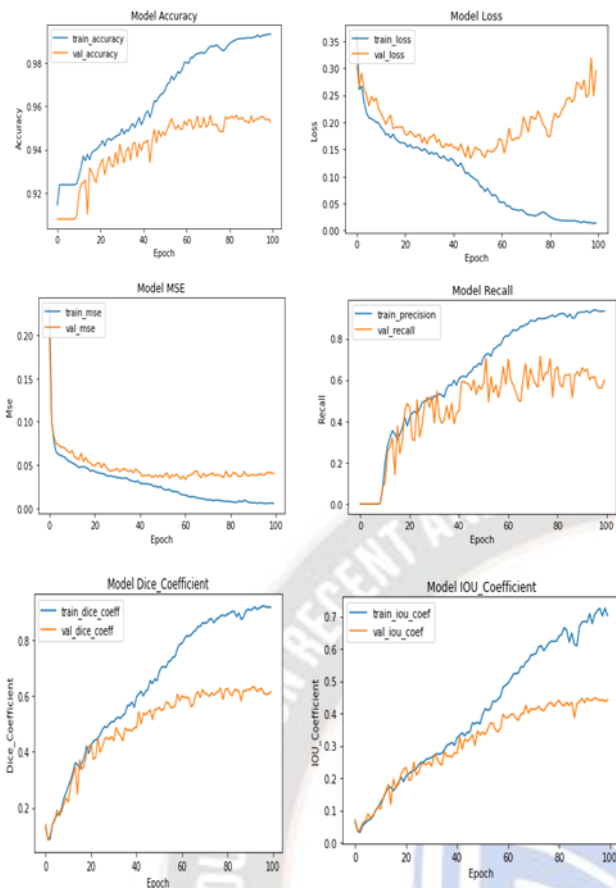 Model Accuracy
train_accuracy
val_accuracy
Accuracy
0.98
0.96
0.94
0.92
0 20 40 60 80 100
Epoch
Model Loss
train_loss
val_loss
Loss
0.35
0.30
0.25
0.20
0.15
0.10
0.05
0.00
0 20 40 60 80 100
Epoch
Model MSE
train_mse
val_mse
Mse
0.20
0.15
0.10
0.05
0.00
0 20 40 60 80 100
Epoch
Model Recall
train_precision
val_recall
Recall
0.8
0.6
0.4
0.2
0.0
0 20 40 60 80 100
Epoch
Model Dice_Coefficient
train_dice_coeff
val_dice_coeff
Dice_Coefficient
0.8
0.6
0.4
0.2
0 20 40 60 80 100
Epoch
Model IOU_Coefficient
train_iou_coef
val_iou_coef
IOU_Coefficient
0.7
0.6
0.5
0.4
0.3
0.2
0.1
0.0
0 20 40 60 80 100
Epoch
ON RECENT